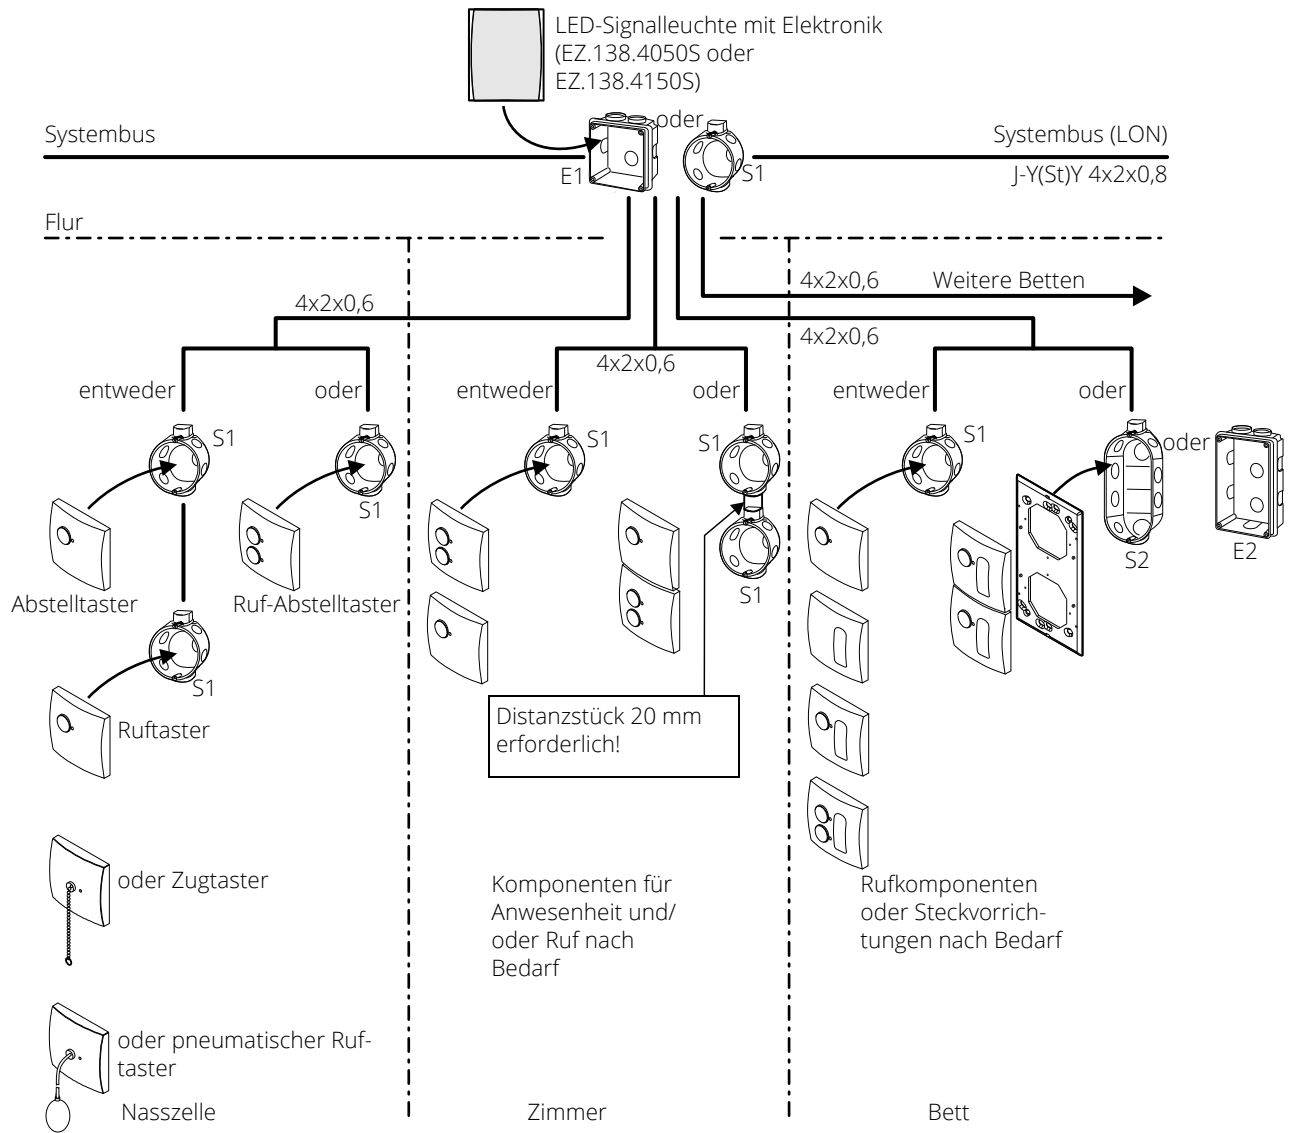 LED-Signalleuchte mit Elektronik
(EZ.138.4050S oder
EZ.138.4150S)
oder
Systembus
Systembus (LON)
E1
S1
J-Y(St)Y 4x2x0,8
Flur
4x2x0,6
Weitere Betten
4x2x0,6
4x2x0,6
4x2x0,6
entweder
oder
entweder
oder
entweder
oder
S1
S1
S1
S1
S1
oder
S1
S2
E2
S1
Abstelltaster
Ruf-Abstelltaster
S1
Ruftaster
Distanzstück 20 mm
erforderlich!
oder Zugtaster
Komponenten für
Anwesenheit und/
oder Ruf nach
Bedarf
Rufkomponenten
oder Steckvorrich-
tungen nach Bedarf
oder pneumatischer Ruf-
taster
Nasszelle
Zimmer
Bett